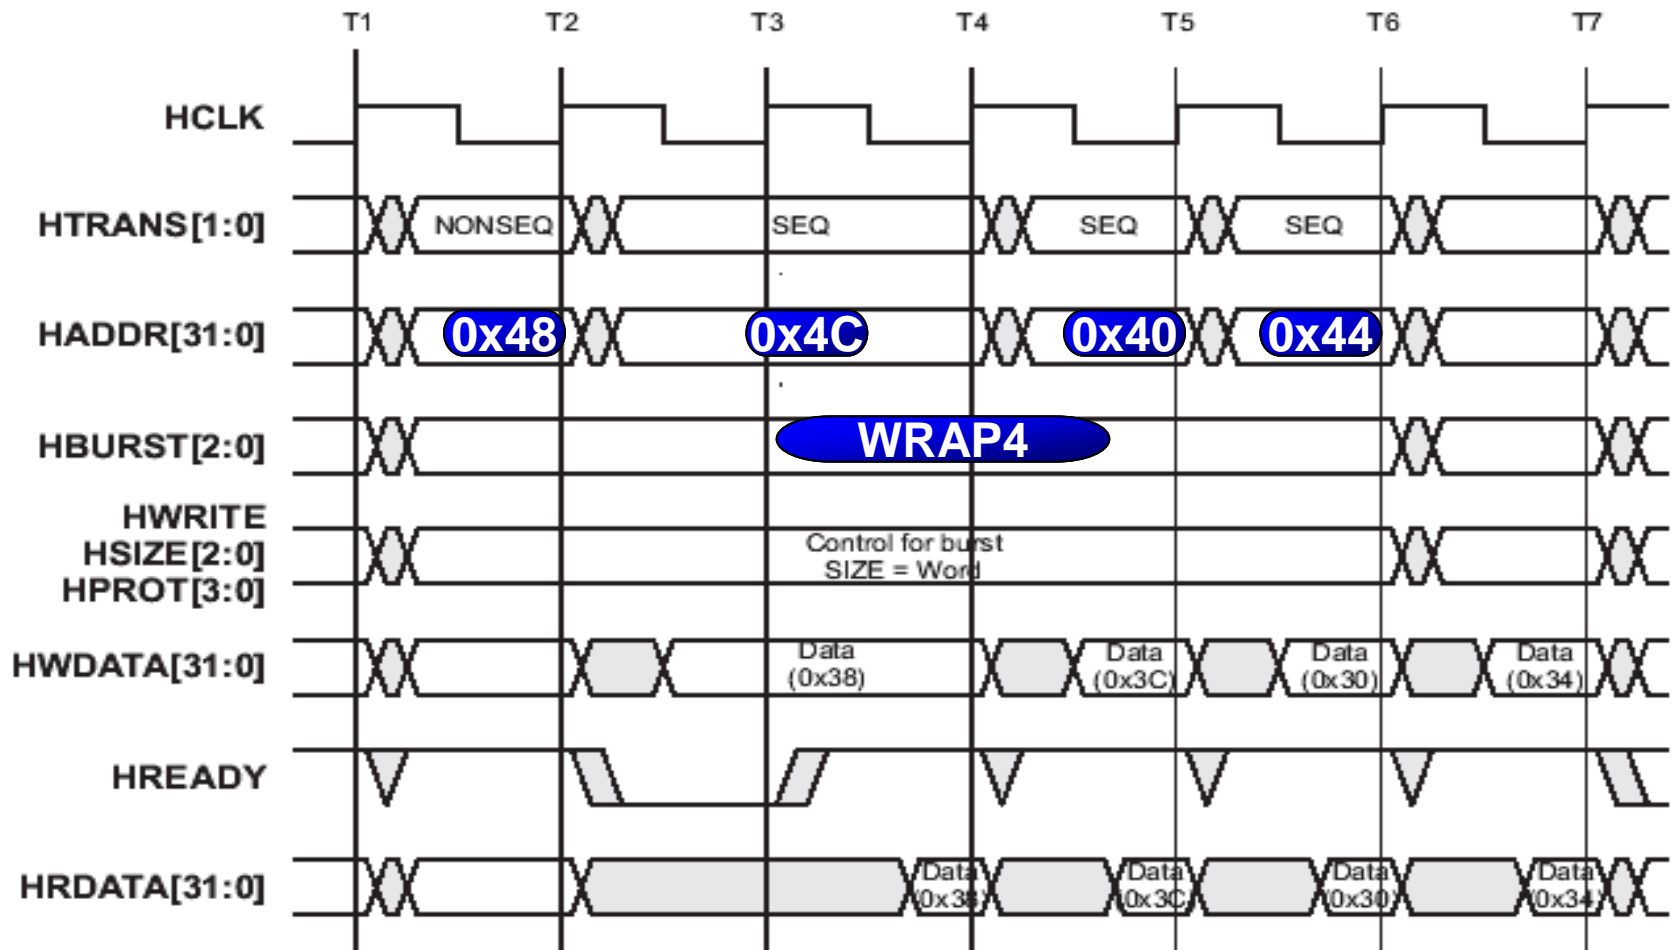 T1 T2 T3 T4 T5 T6 T7
HCLK
HTRANS[1:0] NONSEQ SEQ SEQ SEQ
HADDR[31:0] 0x48 0x4C 0x40 0x44
HBURST[2:0] WRAP4
HWRITE
HSIZE[2:0]
HPROT[3:0]
Control for burst
SIZE = Word
HWDATA[31:0]
Data Data Data Data
(0x38) (0x3C) (0x30) (0x34)
HREADY
HRDATA[31:0]
Data Data Data Data
(0x38) (0x3C) (0x30) (0x34)